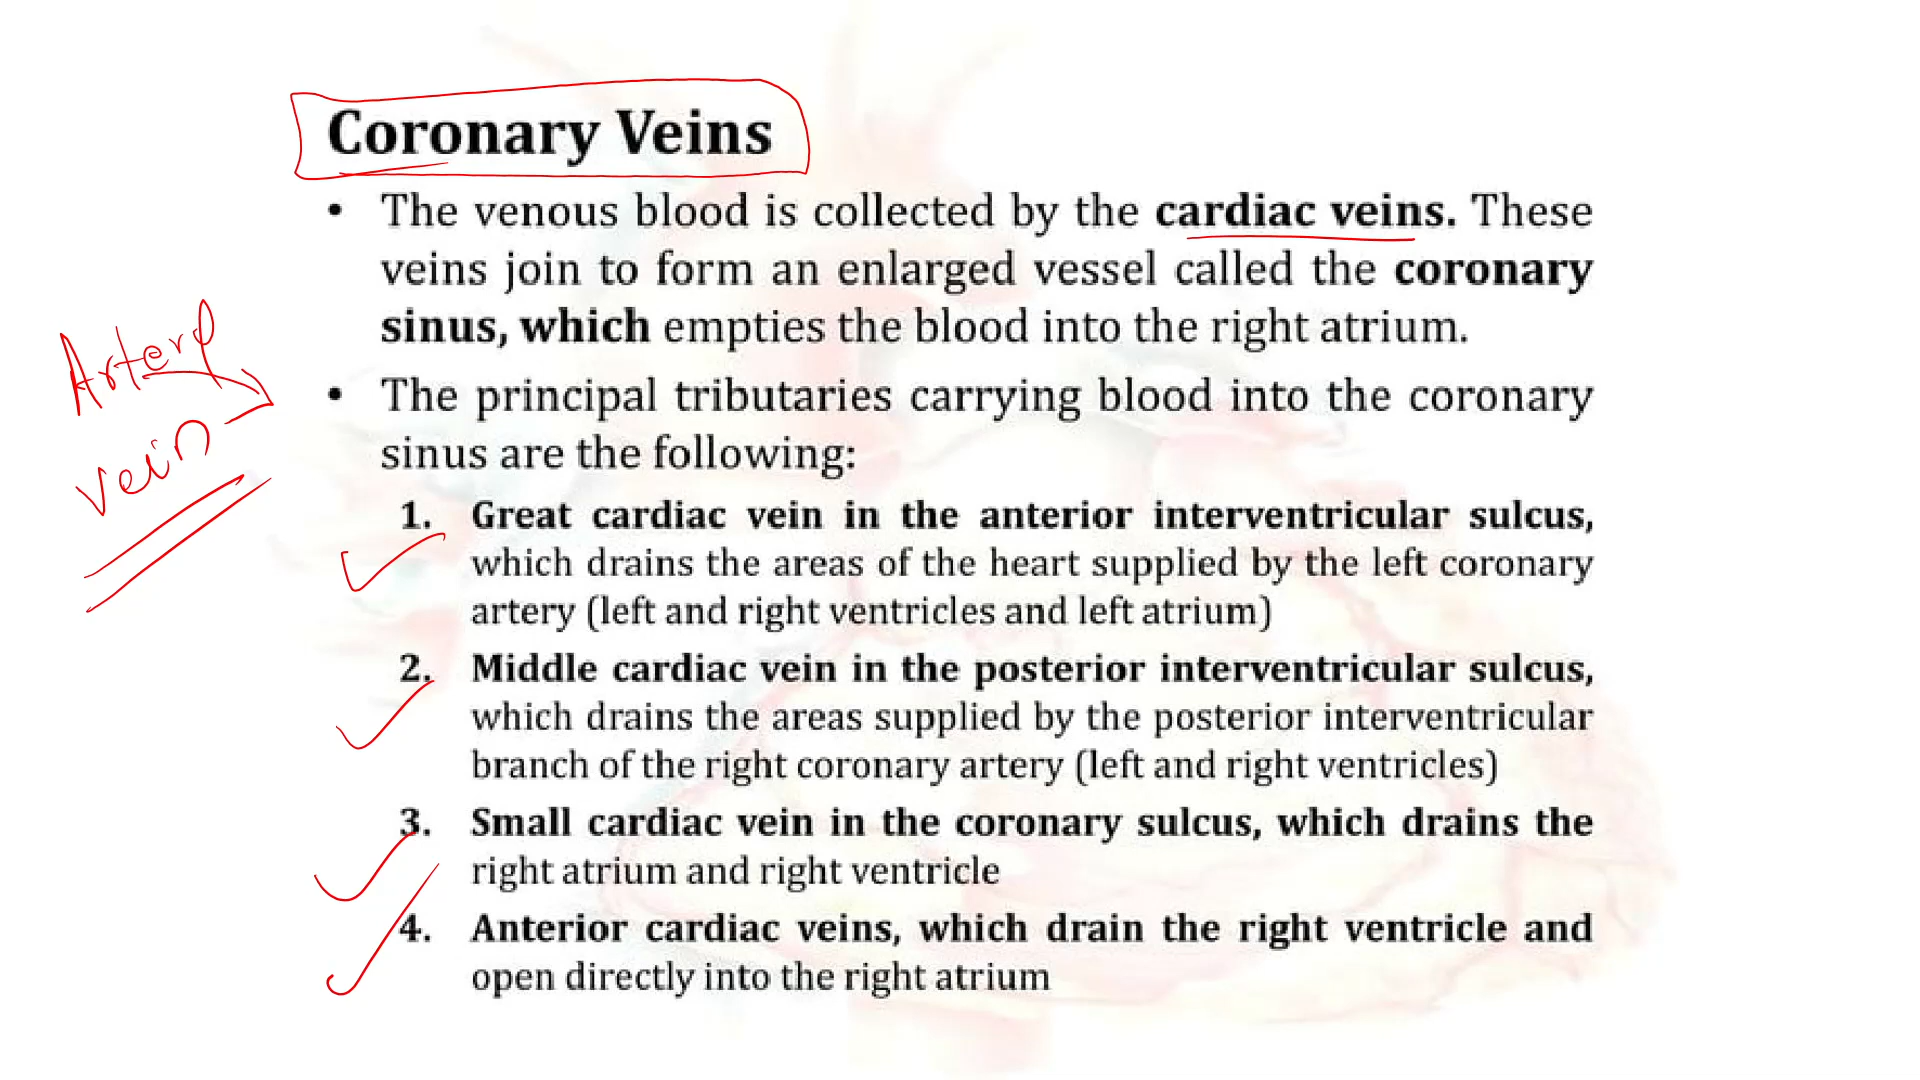 Coronary Veins
• The venous blood is collected by the cardiac veins. These
veins join to form an enlarged vessel called the coronary
sinus, which empties the blood into the right atrium.
Artery
vein
• The principal tributaries carrying blood into the coronary
sinus are the following:
1. Great cardiac vein in the anterior interventricular sulcus,
which drains the areas of the heart supplied by the left coronary
artery (left and right ventricles and left atrium)
2. Middle cardiac vein in the posterior interventricular sulcus,
which drains the areas supplied by the posterior interventricular
branch of the right coronary artery (left and right ventricles)
3. Small cardiac vein in the coronary sulcus, which drains the
right atrium and right ventricle
4. Anterior cardiac veins, which drain the right ventricle and
open directly into the right atrium